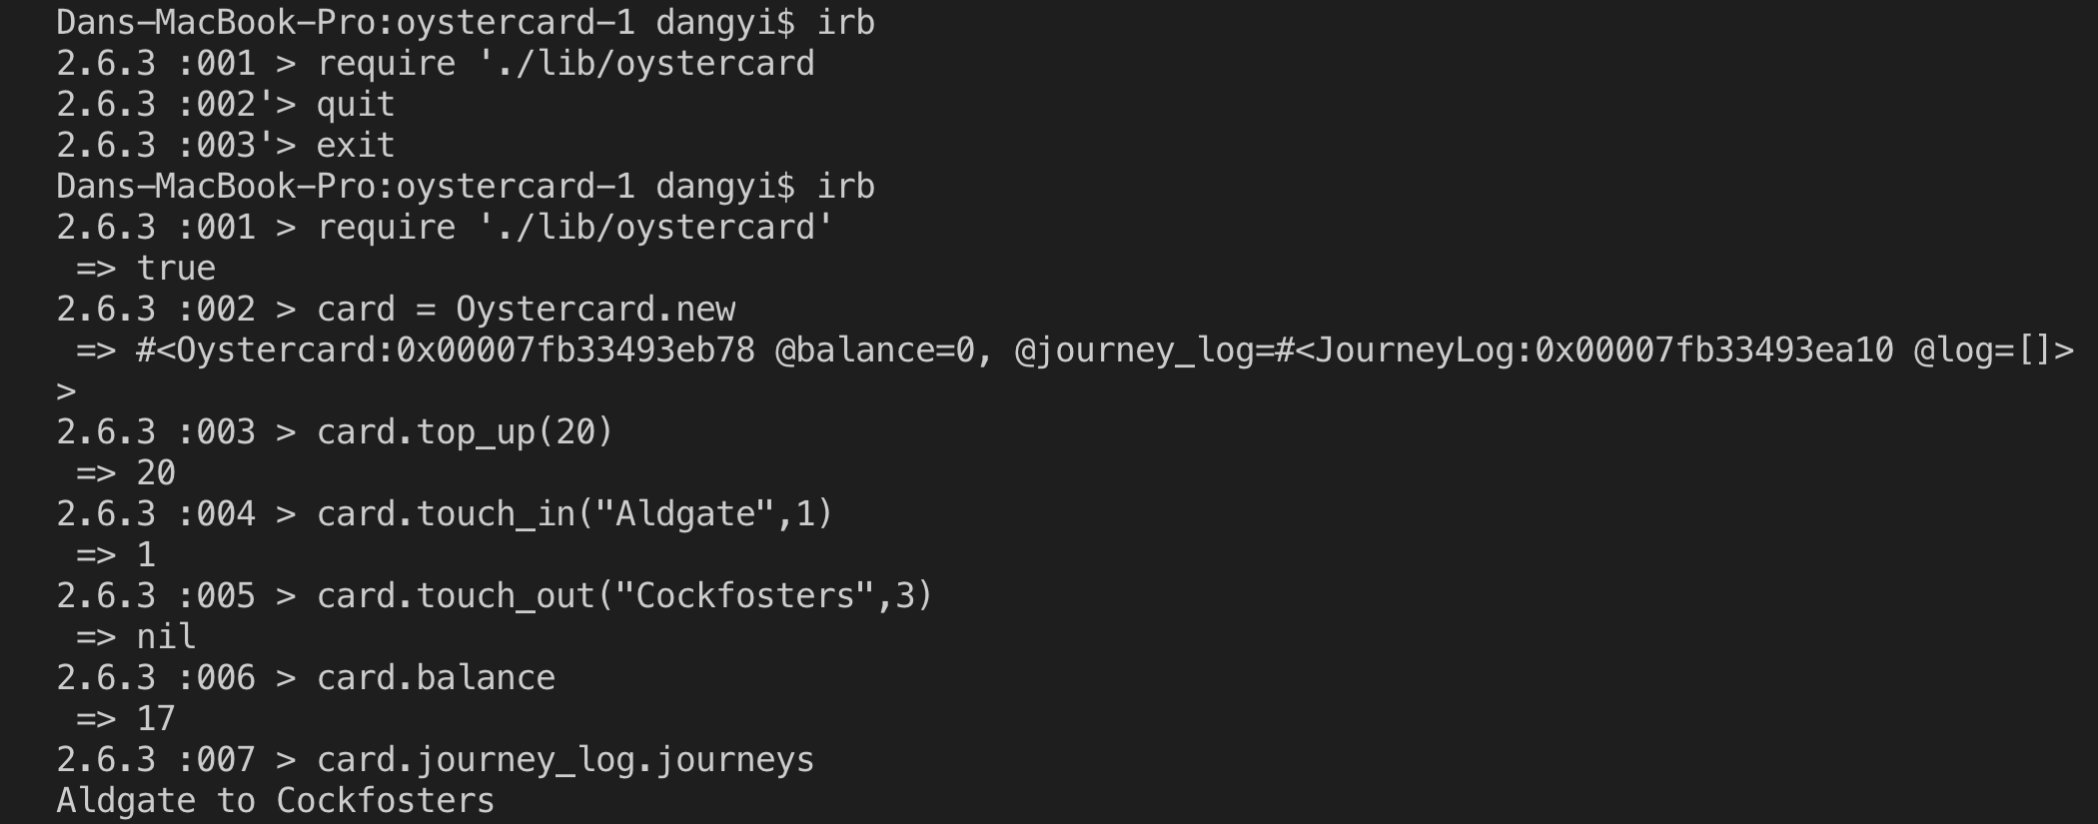 Dans-MacBook-Pro:oystercard-1 dangyi$ irb
2.6.3 :001 > require './lib/oystercard
2.6.3 :002'> quit
2.6.3 :003'> exit
Dans-MacBook-Pro:oystercard-1 dangyi$ irb
2.6.3 :001 > require './lib/oystercard'
 => true
2.6.3 :002 > card = Oystercard.new
 => #<Oystercard:0x00007fb33493eb78 @balance=0, @journey_log=#<JourneyLog:0x00007fb33493ea10 @log=[]>
>
2.6.3 :003 > card.top_up(20)
 => 20
2.6.3 :004 > card.touch_in("Aldgate",1)
 => 1
2.6.3 :005 > card.touch_out("Cockfosters",3)
 => nil
2.6.3 :006 > card.balance
 => 17
2.6.3 :007 > card.journey_log.journeys
Aldgate to Cockfosters